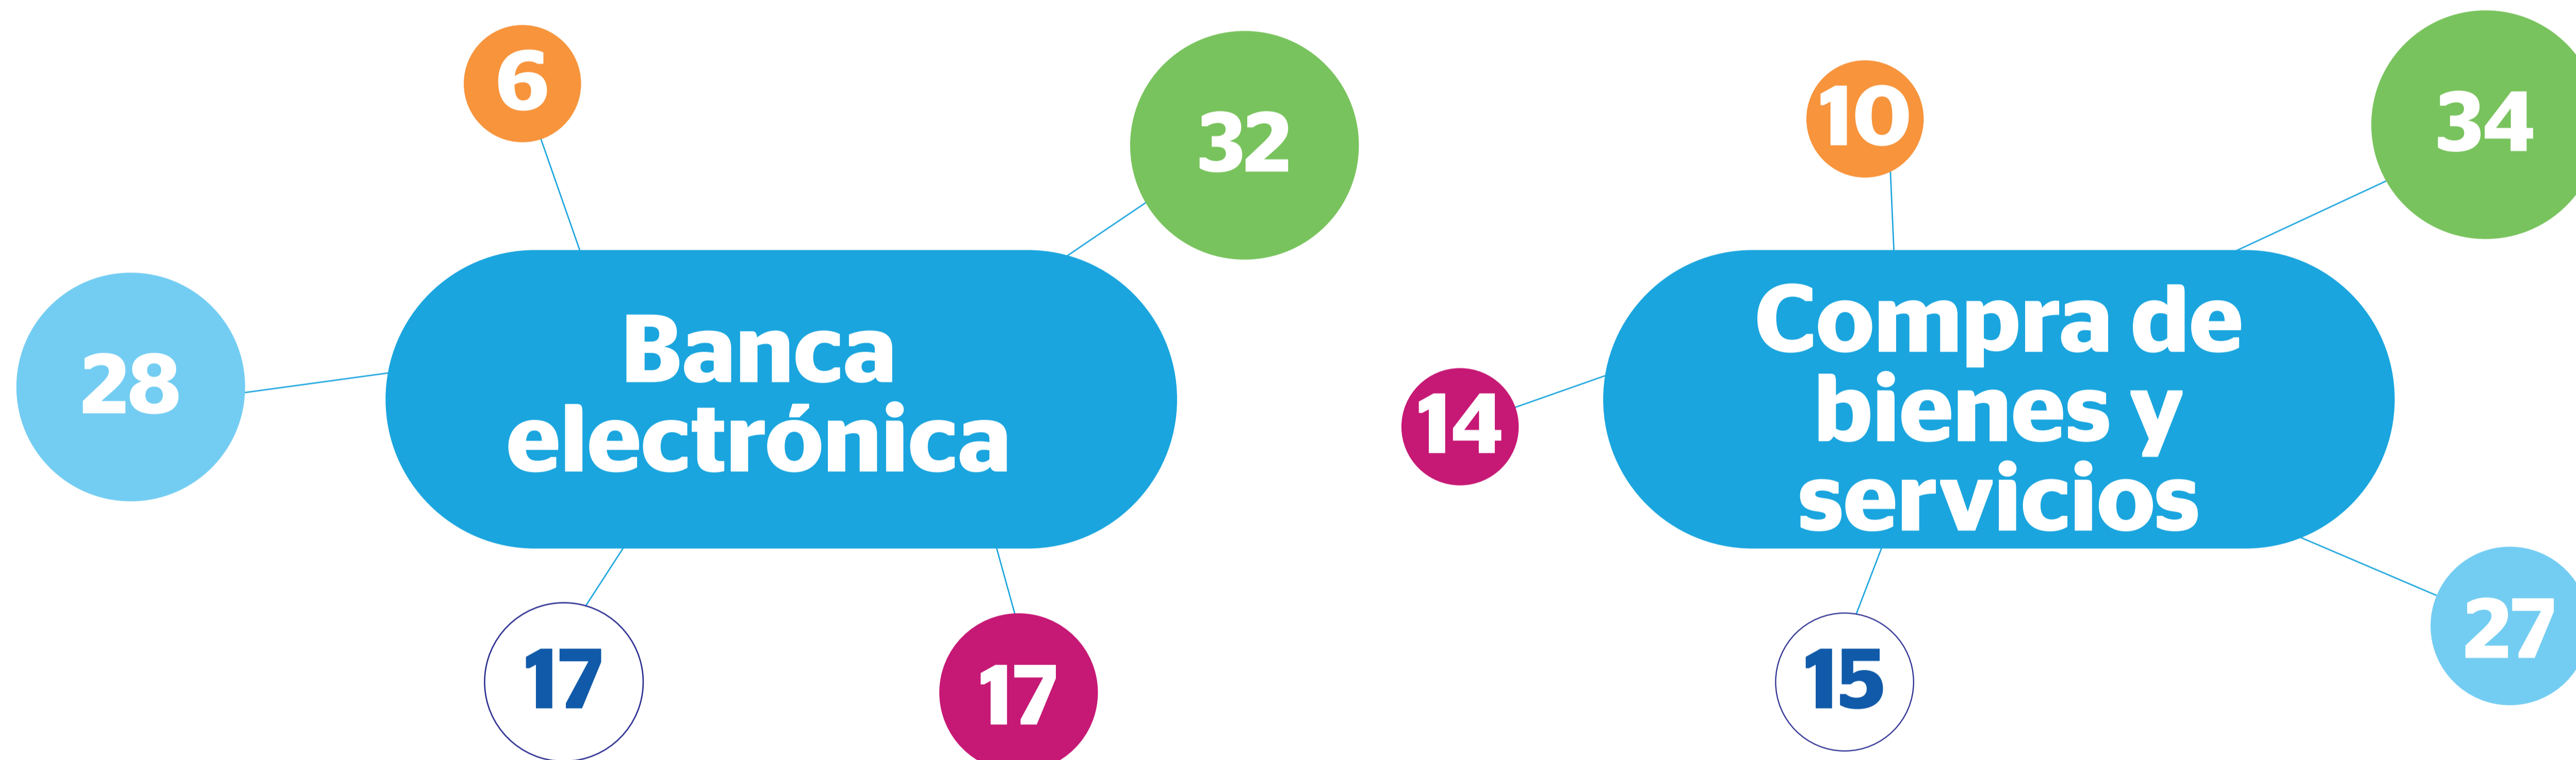 6
32
28
Banca
electrónica
17
17
10
34
14
Compra de
bienes y
servicios
15
27